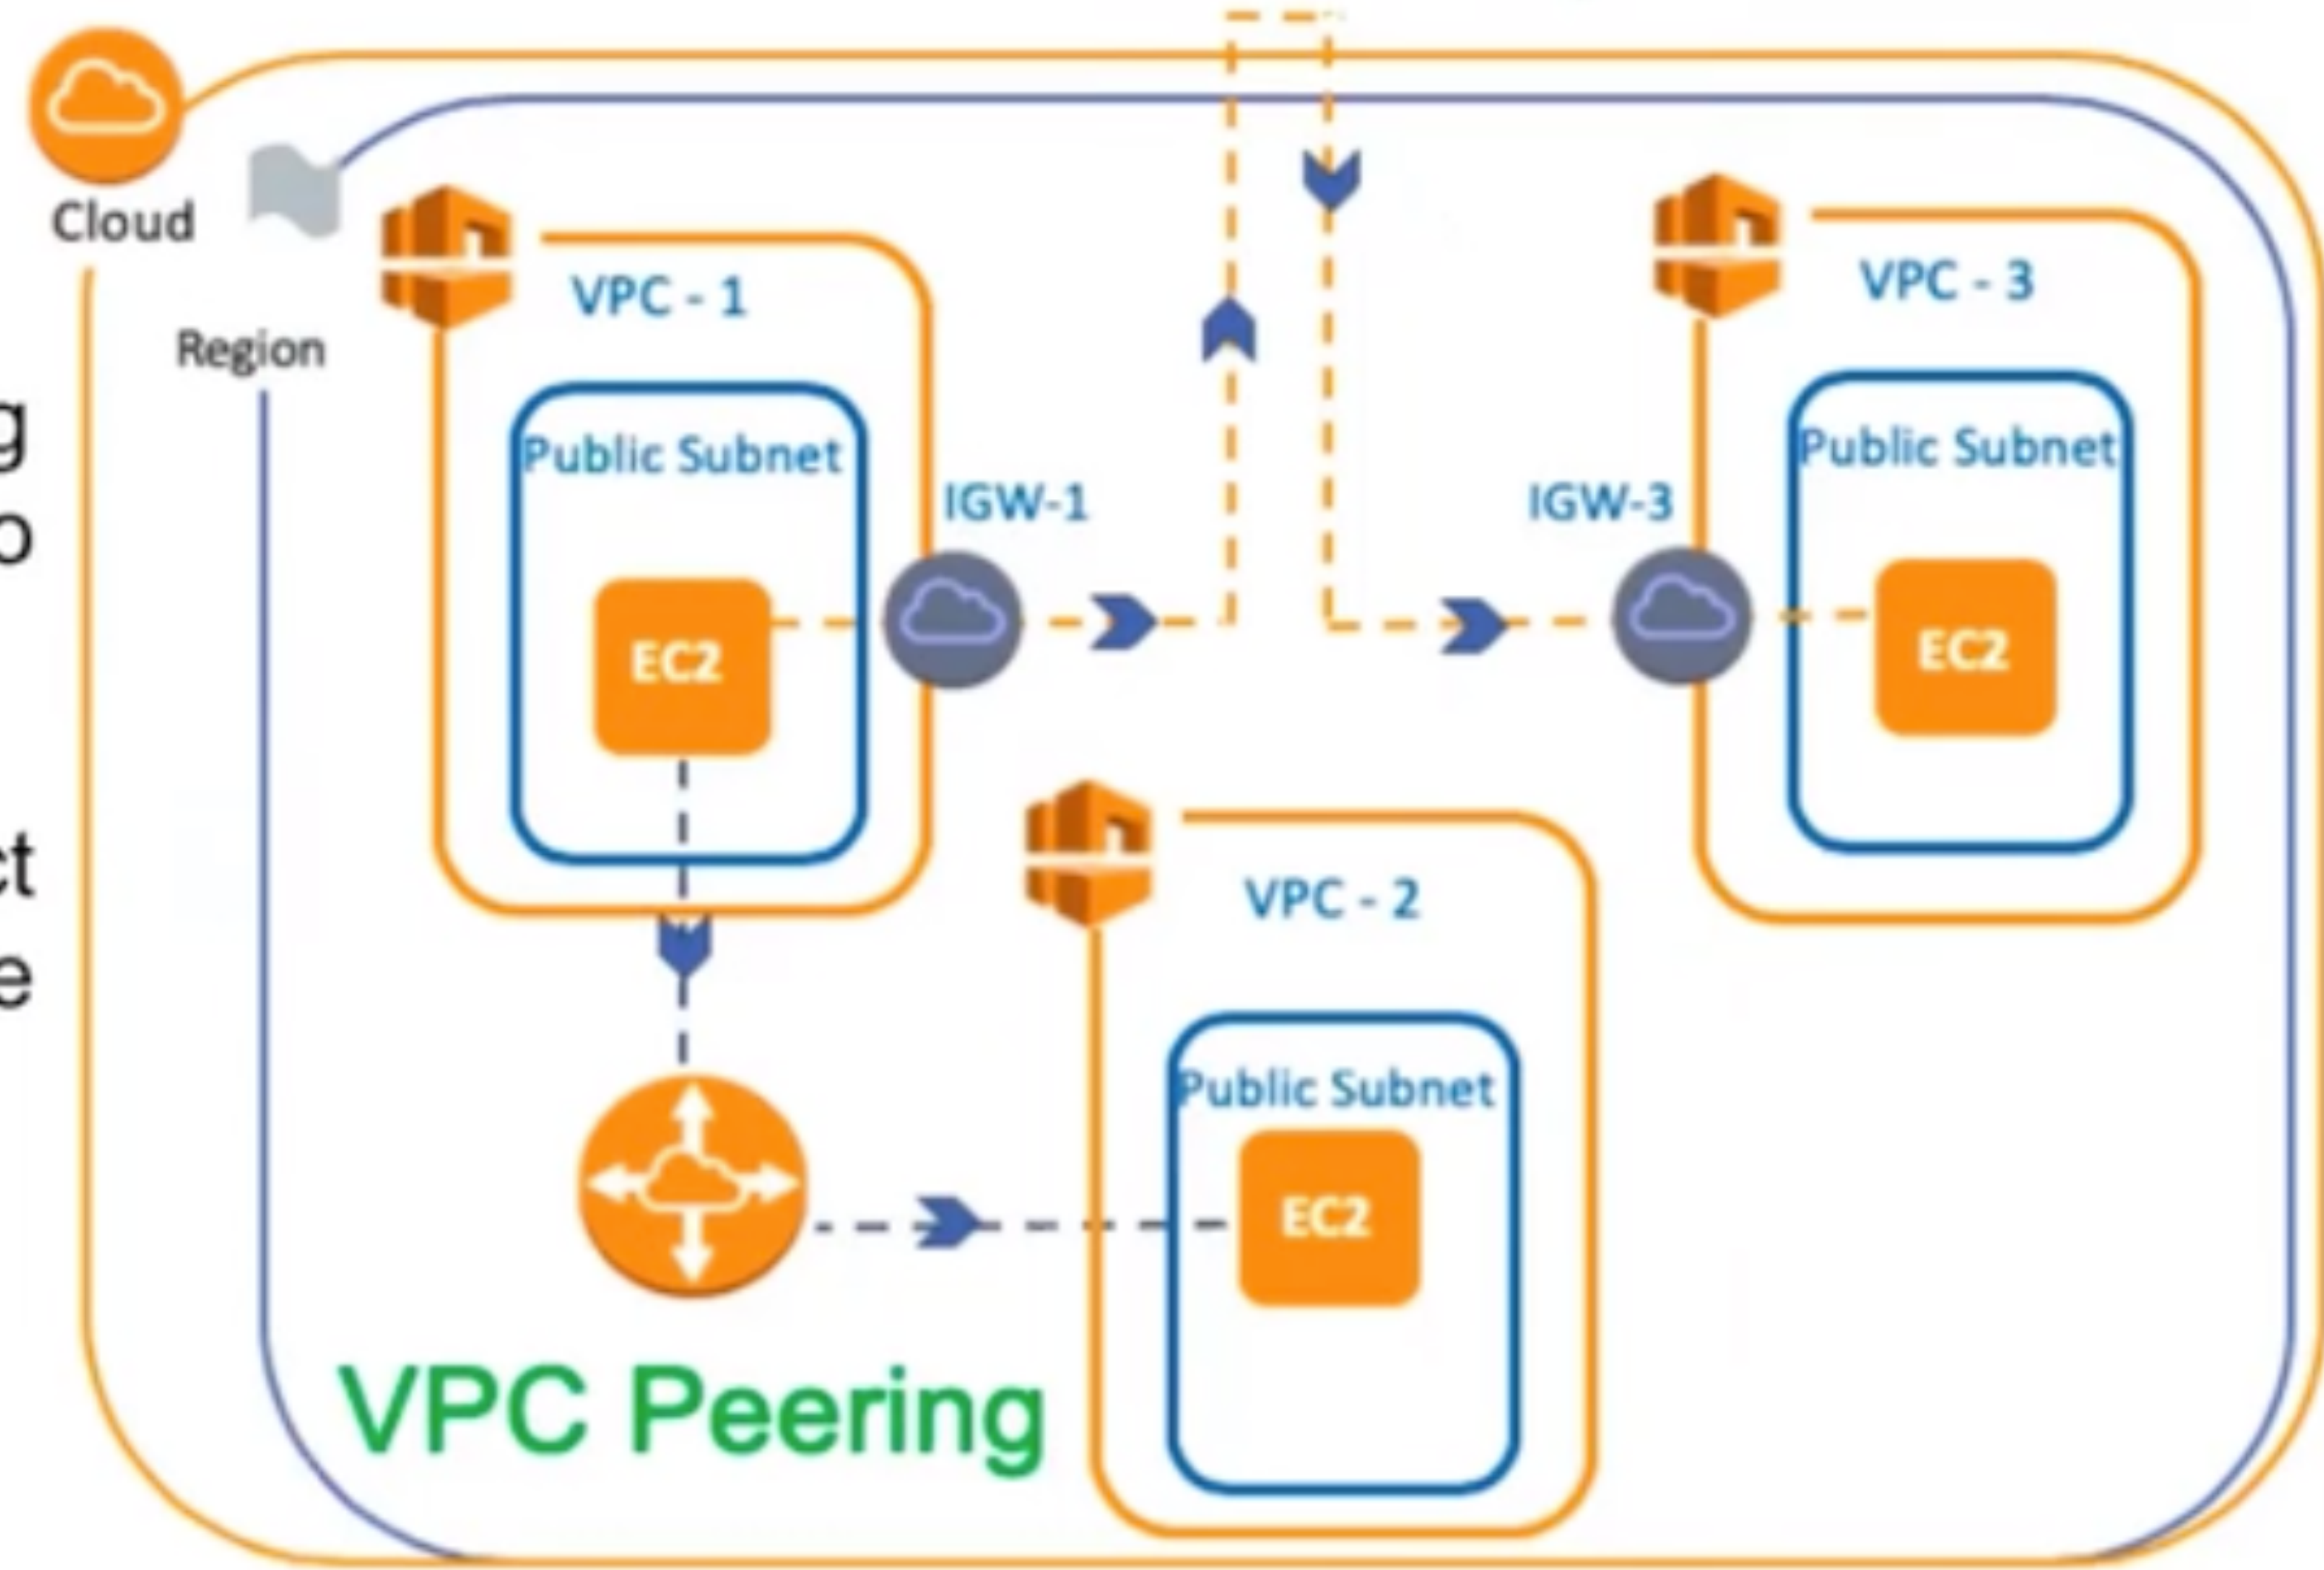 Cloud
Region
VPC - 1
VPC - 3
Public Subnet
Public Subnet
IGW-1
IGW-3
EC2
EC2
VPC - 2
Public Subnet
EC2
VPC Peering
g
o
ct
e